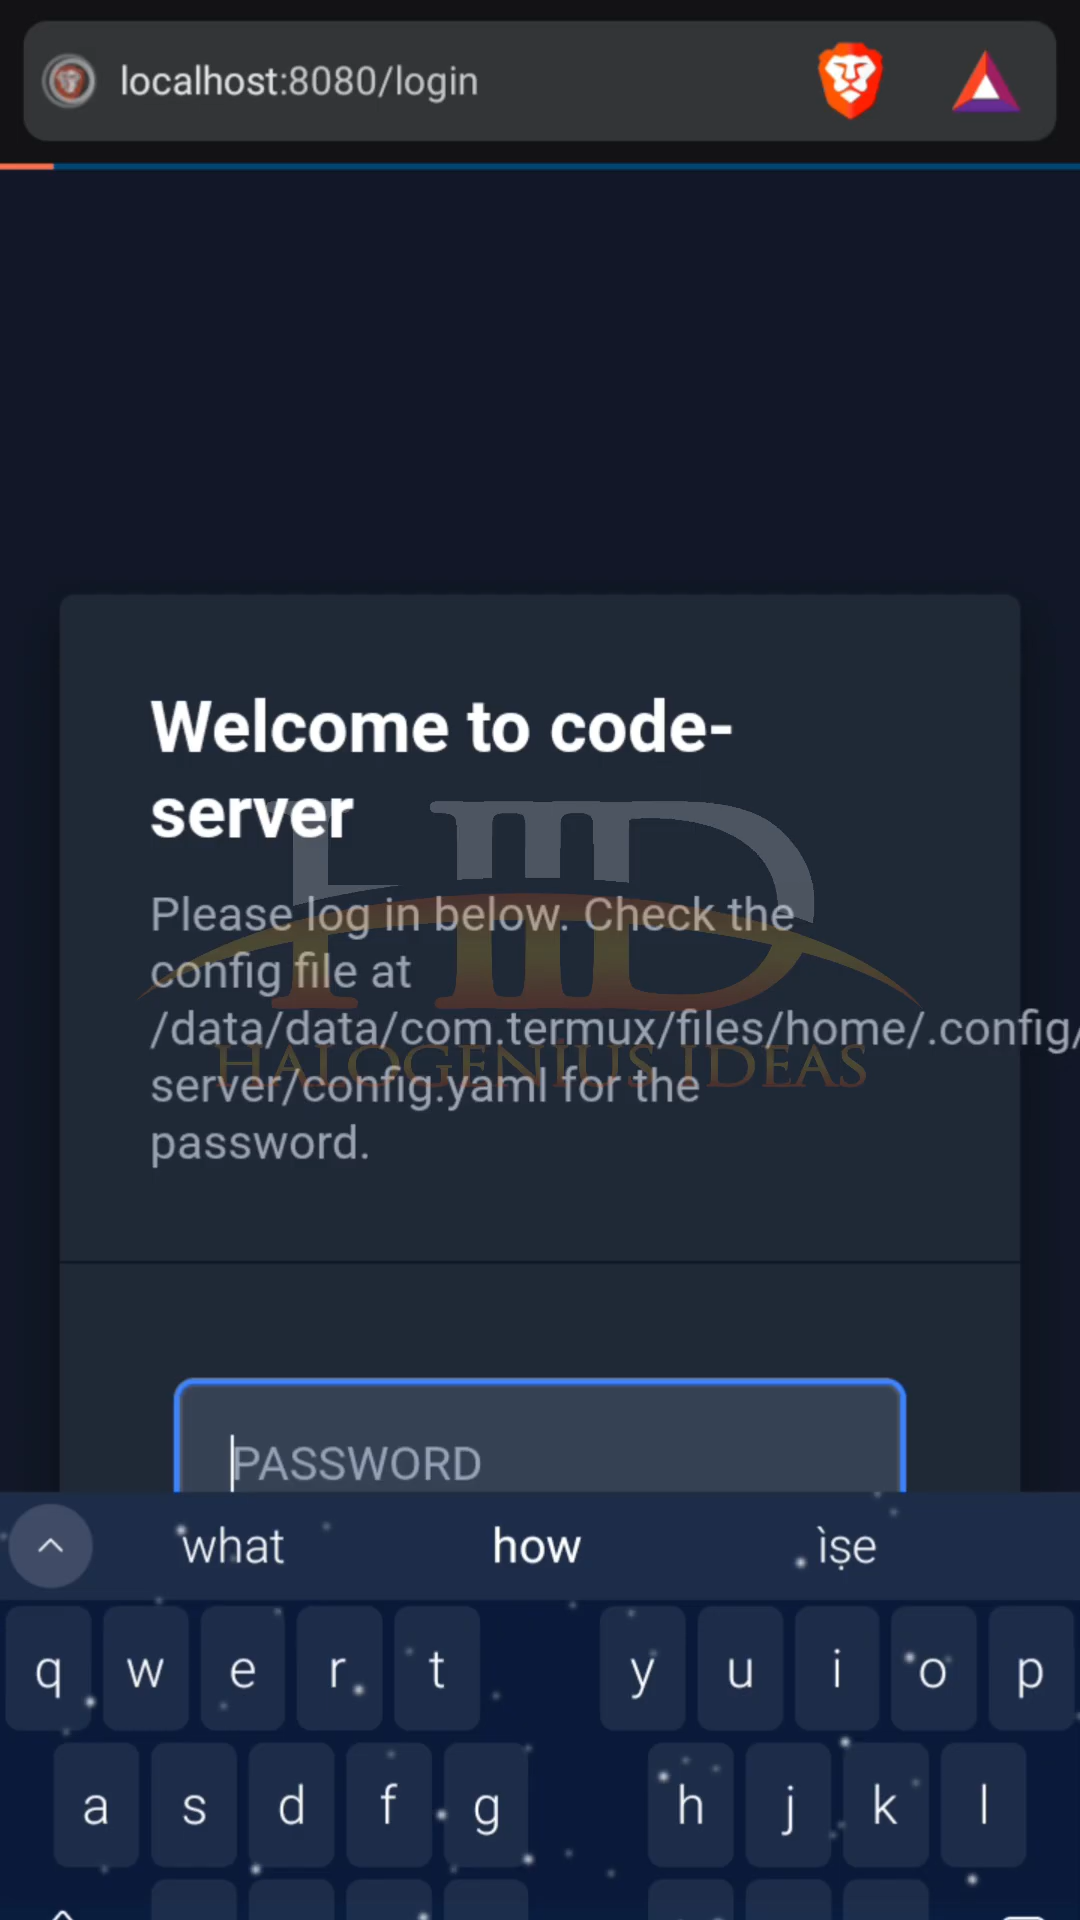 localhost:8080/login
Welcome to code-
server
Please log in below. Check the
config file at
/data/data/com.termux/files/home/.config/
server/config.yaml for the
password.
HID
HALOGENIUS IDEAS
PASSWORD
what how ìṣe
q w e r t y u i o p
a s d f g h j k l